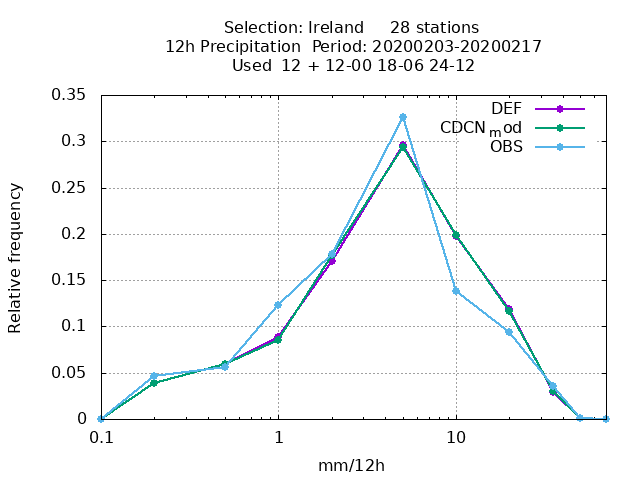 Selection: Ireland     28 stations
12h Precipitation  Period: 20200203-20200217
Used  12 + 12-00 18-06 24-12
DEF
CDCN_mod
OBS
0.35
0.3
0.25
0.2
0.15
0.1
0.05
0
Relative frequency
0.1 1 10
mm/12h